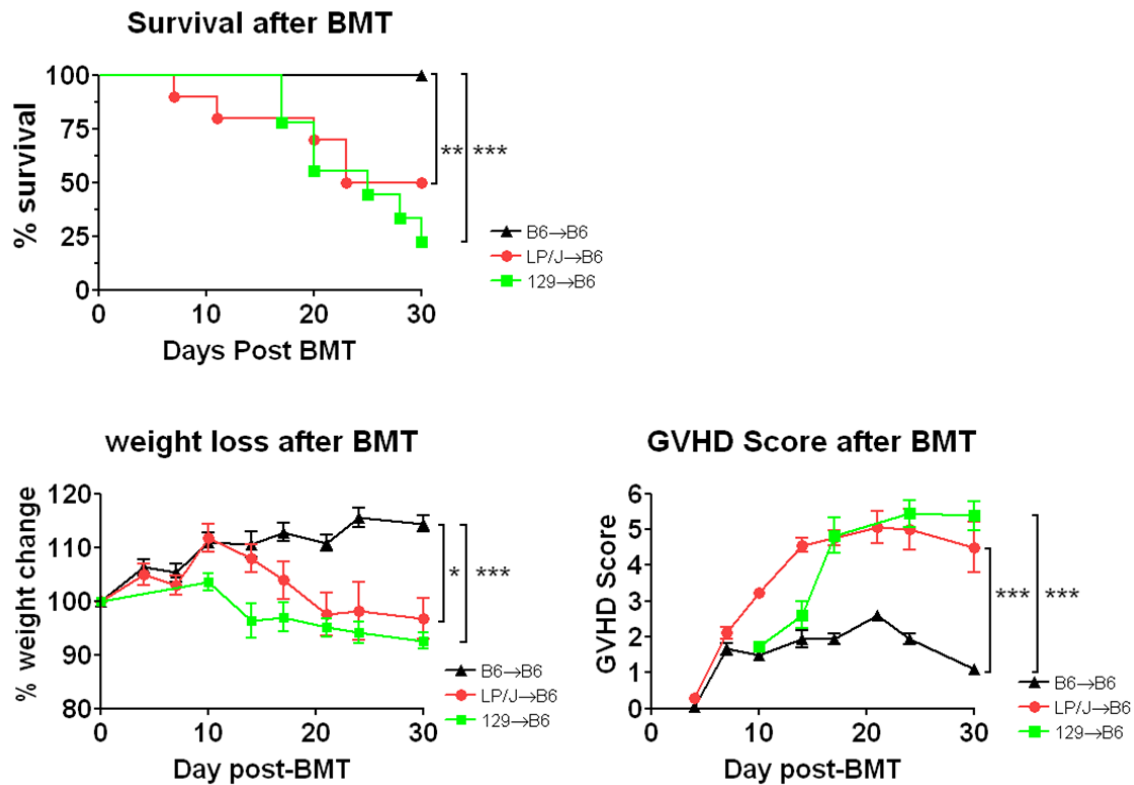 Survival after BMT
% survival
100
75
50
25
0
0 10 20 30
Days Post BMT
** ***
B6→B6
LP/J→B6
129→B6
weight loss after BMT
% weight change
120
110
100
90
80
0 10 20 30
Day post-BMT
* ***
B6→B6
LP/J→B6
129→B6
GVHD Score after BMT
GVHD Score
6
5
4
3
2
1
0
0 10 20 30
Day post-BMT
*** ***
B6→B6
LP/J→B6
129→B6